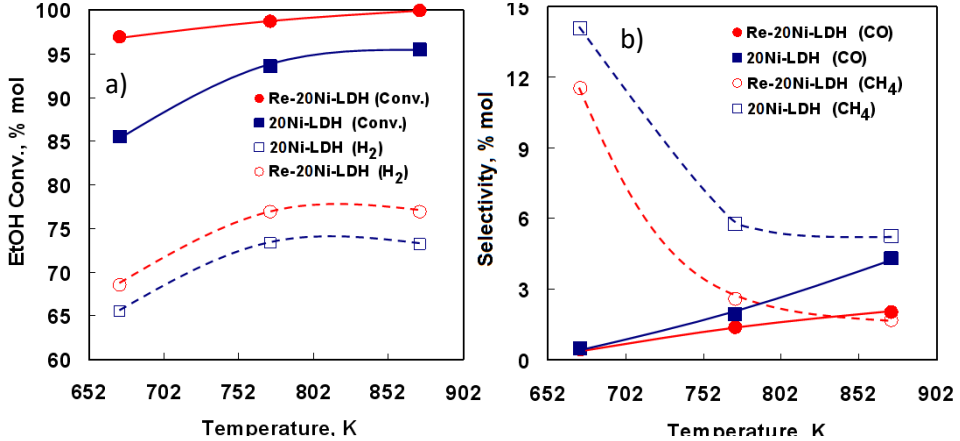 100
95
90
85
80
75
70
65
60
EtOH Conv., % mol
a)
Re-20Ni-LDH (Conv.)
20Ni-LDH (Conv.)
20Ni-LDH (H2)
Re-20Ni-LDH (H2)
652 702 752 802 852 902
Temperature, K
15
12
9
6
3
0
Selectivity, % mol
b)
Re-20Ni-LDH (CO)
20Ni-LDH (CO)
Re-20Ni-LDH (CH4)
20Ni-LDH (CH4)
652 702 752 802 852 902
Temperature, K